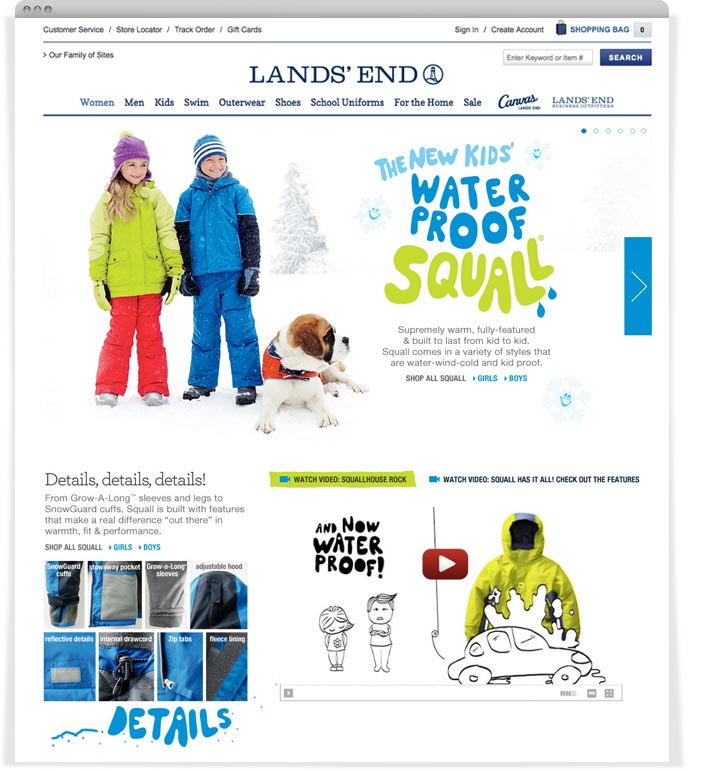 Customer Service / Store Locator / Track Order / Gift Cards
Sign In / Create Account
SHOPPING BAG 0
> Our Family of Sites
Enter Keyword or Item #
SEARCH
LANDS' END
Women Men Kids Swim Outerwear Shoes School Uniforms For the Home Sale
Canvas
LANDS' END
LANDS' END
BUSINESS OUTFITTERS
THE NEW KIDS'
WATER
PROOF
SQUALL®
Supremely warm, fully-featured
& built to last from kid to kid.
Squall comes in a variety of styles that
are water-wind-cold and kid proof.
SHOP ALL SQUALL GIRLS BOYS
Details, details, details!
From Grow-A-Long™ sleeves and legs to
SnowGuard cuffs, Squall is built with features
that make a real difference "out there" in
warmth, fit & performance.
SHOP ALL SQUALL GIRLS BOYS
SnowGuard
cuffs
stowaway pocket
Grow-a-Long®
sleeves
adjustable hood
reflective details
internal drawcord
Zip tabs
fleece lining
DETAILS
WATCH VIDEO: SQUALLHOUSE ROCK
WATCH VIDEO: SQUALL HAS IT ALL! CHECK OUT THE FEATURES
AND NOW
WATER
PROOF!